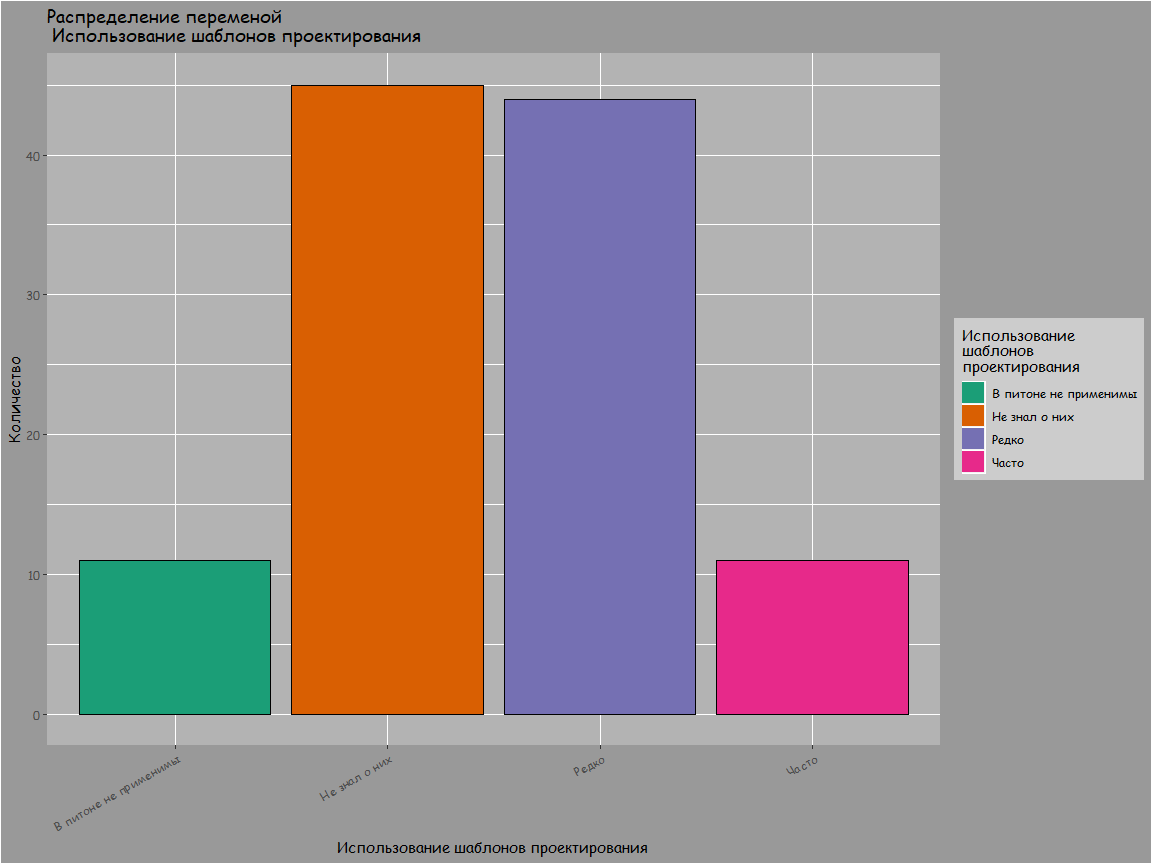 Распределение переменой
Использование шаблонов проектирования
Количество
40
30
20
10
0
В питоне не применимы
Не знал о них
Редко
Часто
Использование шаблонов проектирования
Использование
шаблонов
проектирования
В питоне не применимы
Не знал о них
Редко
Часто